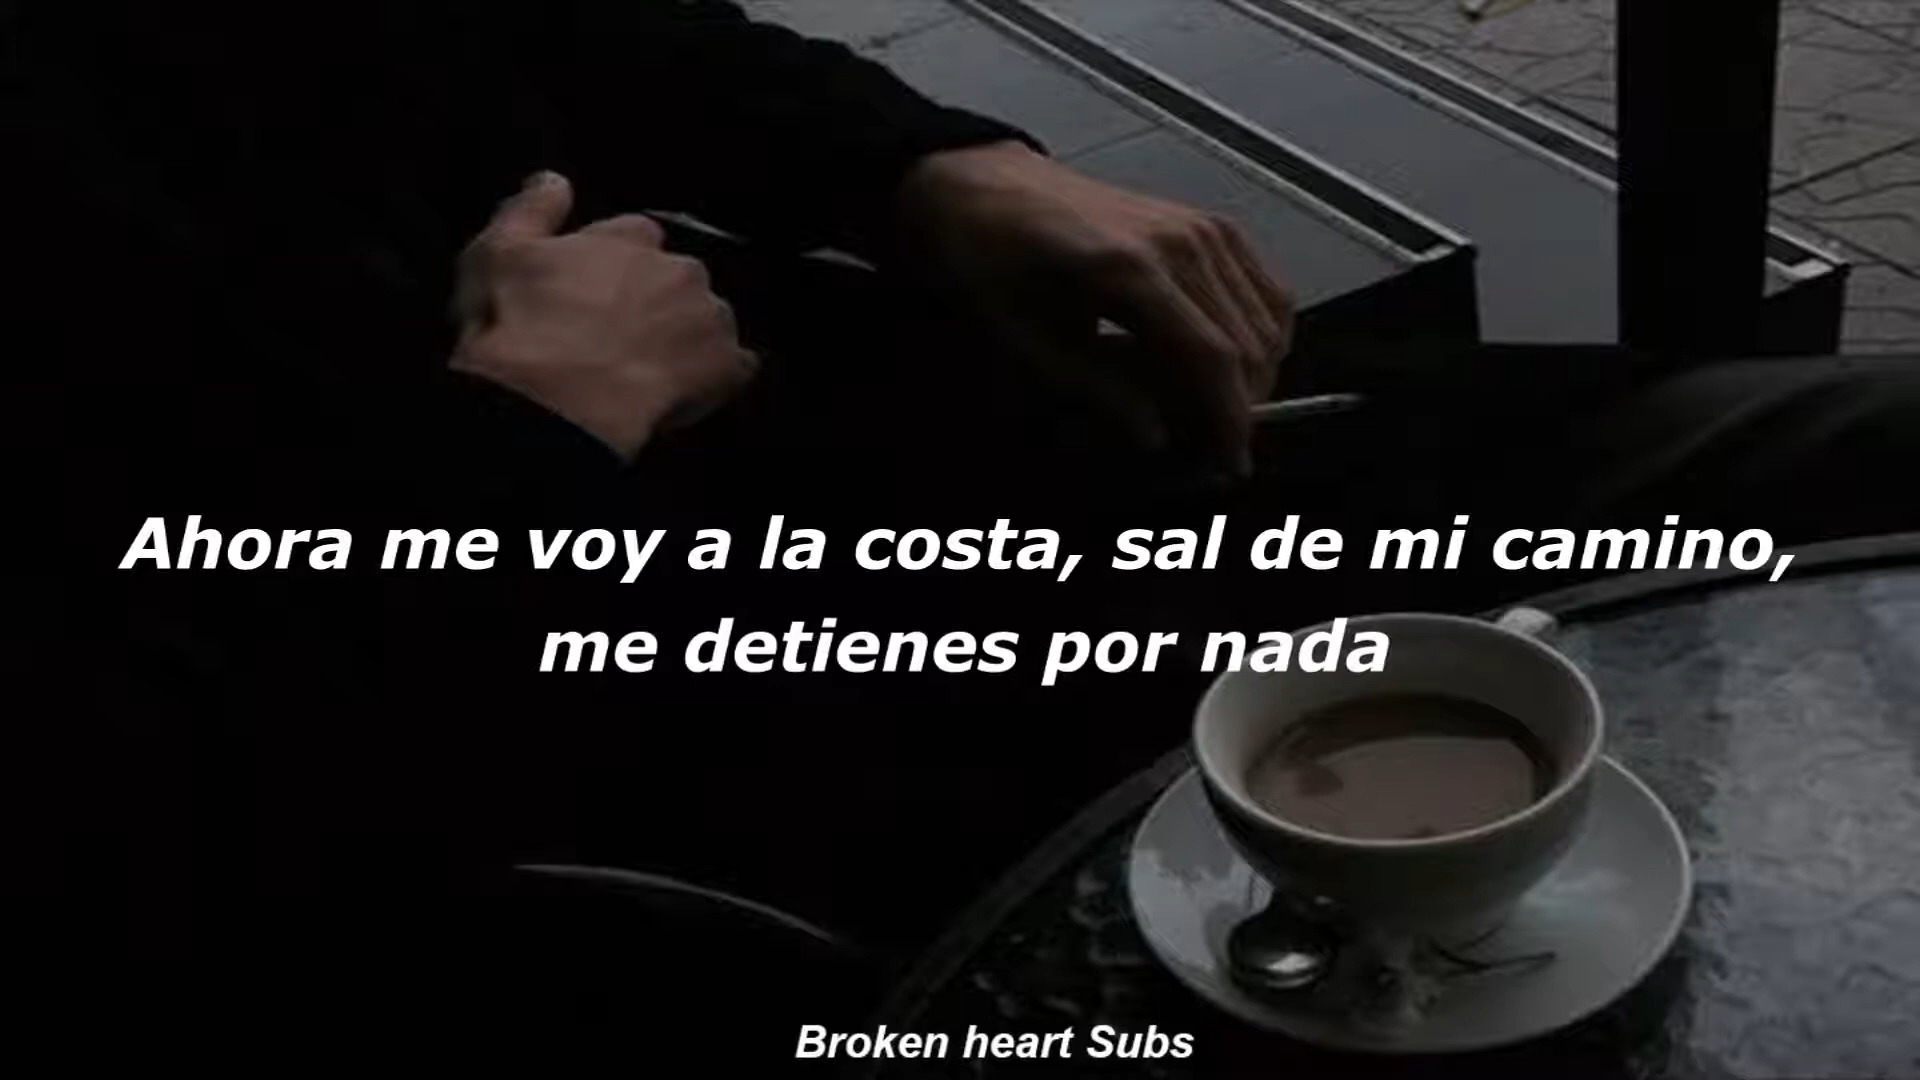 Ahora me voy a la costa, sal de mi camino,
me detienes por nada
Broken heart Subs